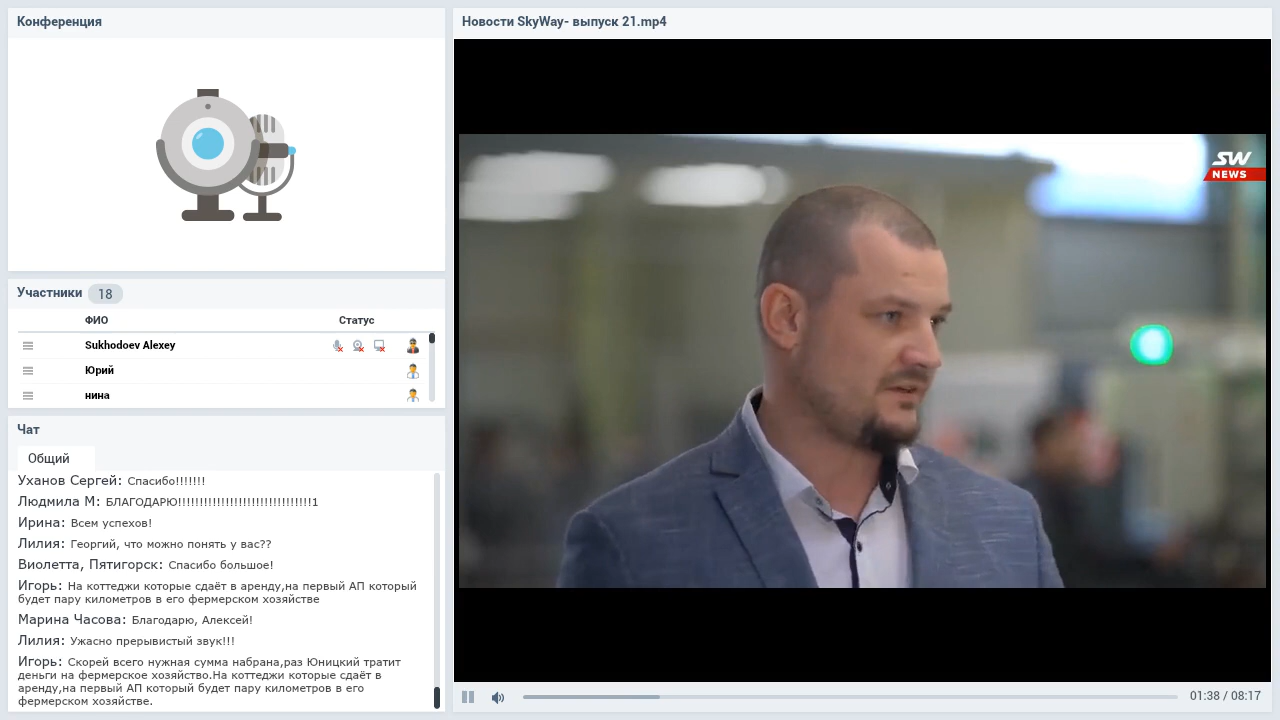 Конференция
Новости SkyWay- выпуск 21.mp4
SW
NEWS
Участники 18
ФИО Статус
Sukhodoev Alexey
Юрий
нина
Чат
Общий
Уханов Сергей: Спасибо!!!!!!!
Людмила М: БЛАГОДАРЮ!!!!!!!!!!!!!!!!!!!!!!!!!!!!!!!1
Ирина: Всем успехов!
Лилия: Георгий, что можно понять у вас??
Виолетта, Пятигорск: Спасибо большое!
Игорь: На коттеджи которые сдаёт в аренду,на первый АП который
будет пару километров в его фермерском хозяйстве
Марина Часова: Благодарю, Алексей!
Лилия: Ужасно прерывистый звук!!!
Игорь: Скорей всего нужная сумма набрана,раз Юницкий тратит
деньги на фермерское хозяйство.На коттеджи которые сдаёт в
аренду,на первый АП который будет пару километров в его
фермерском хозяйстве.
01:38 / 08:17